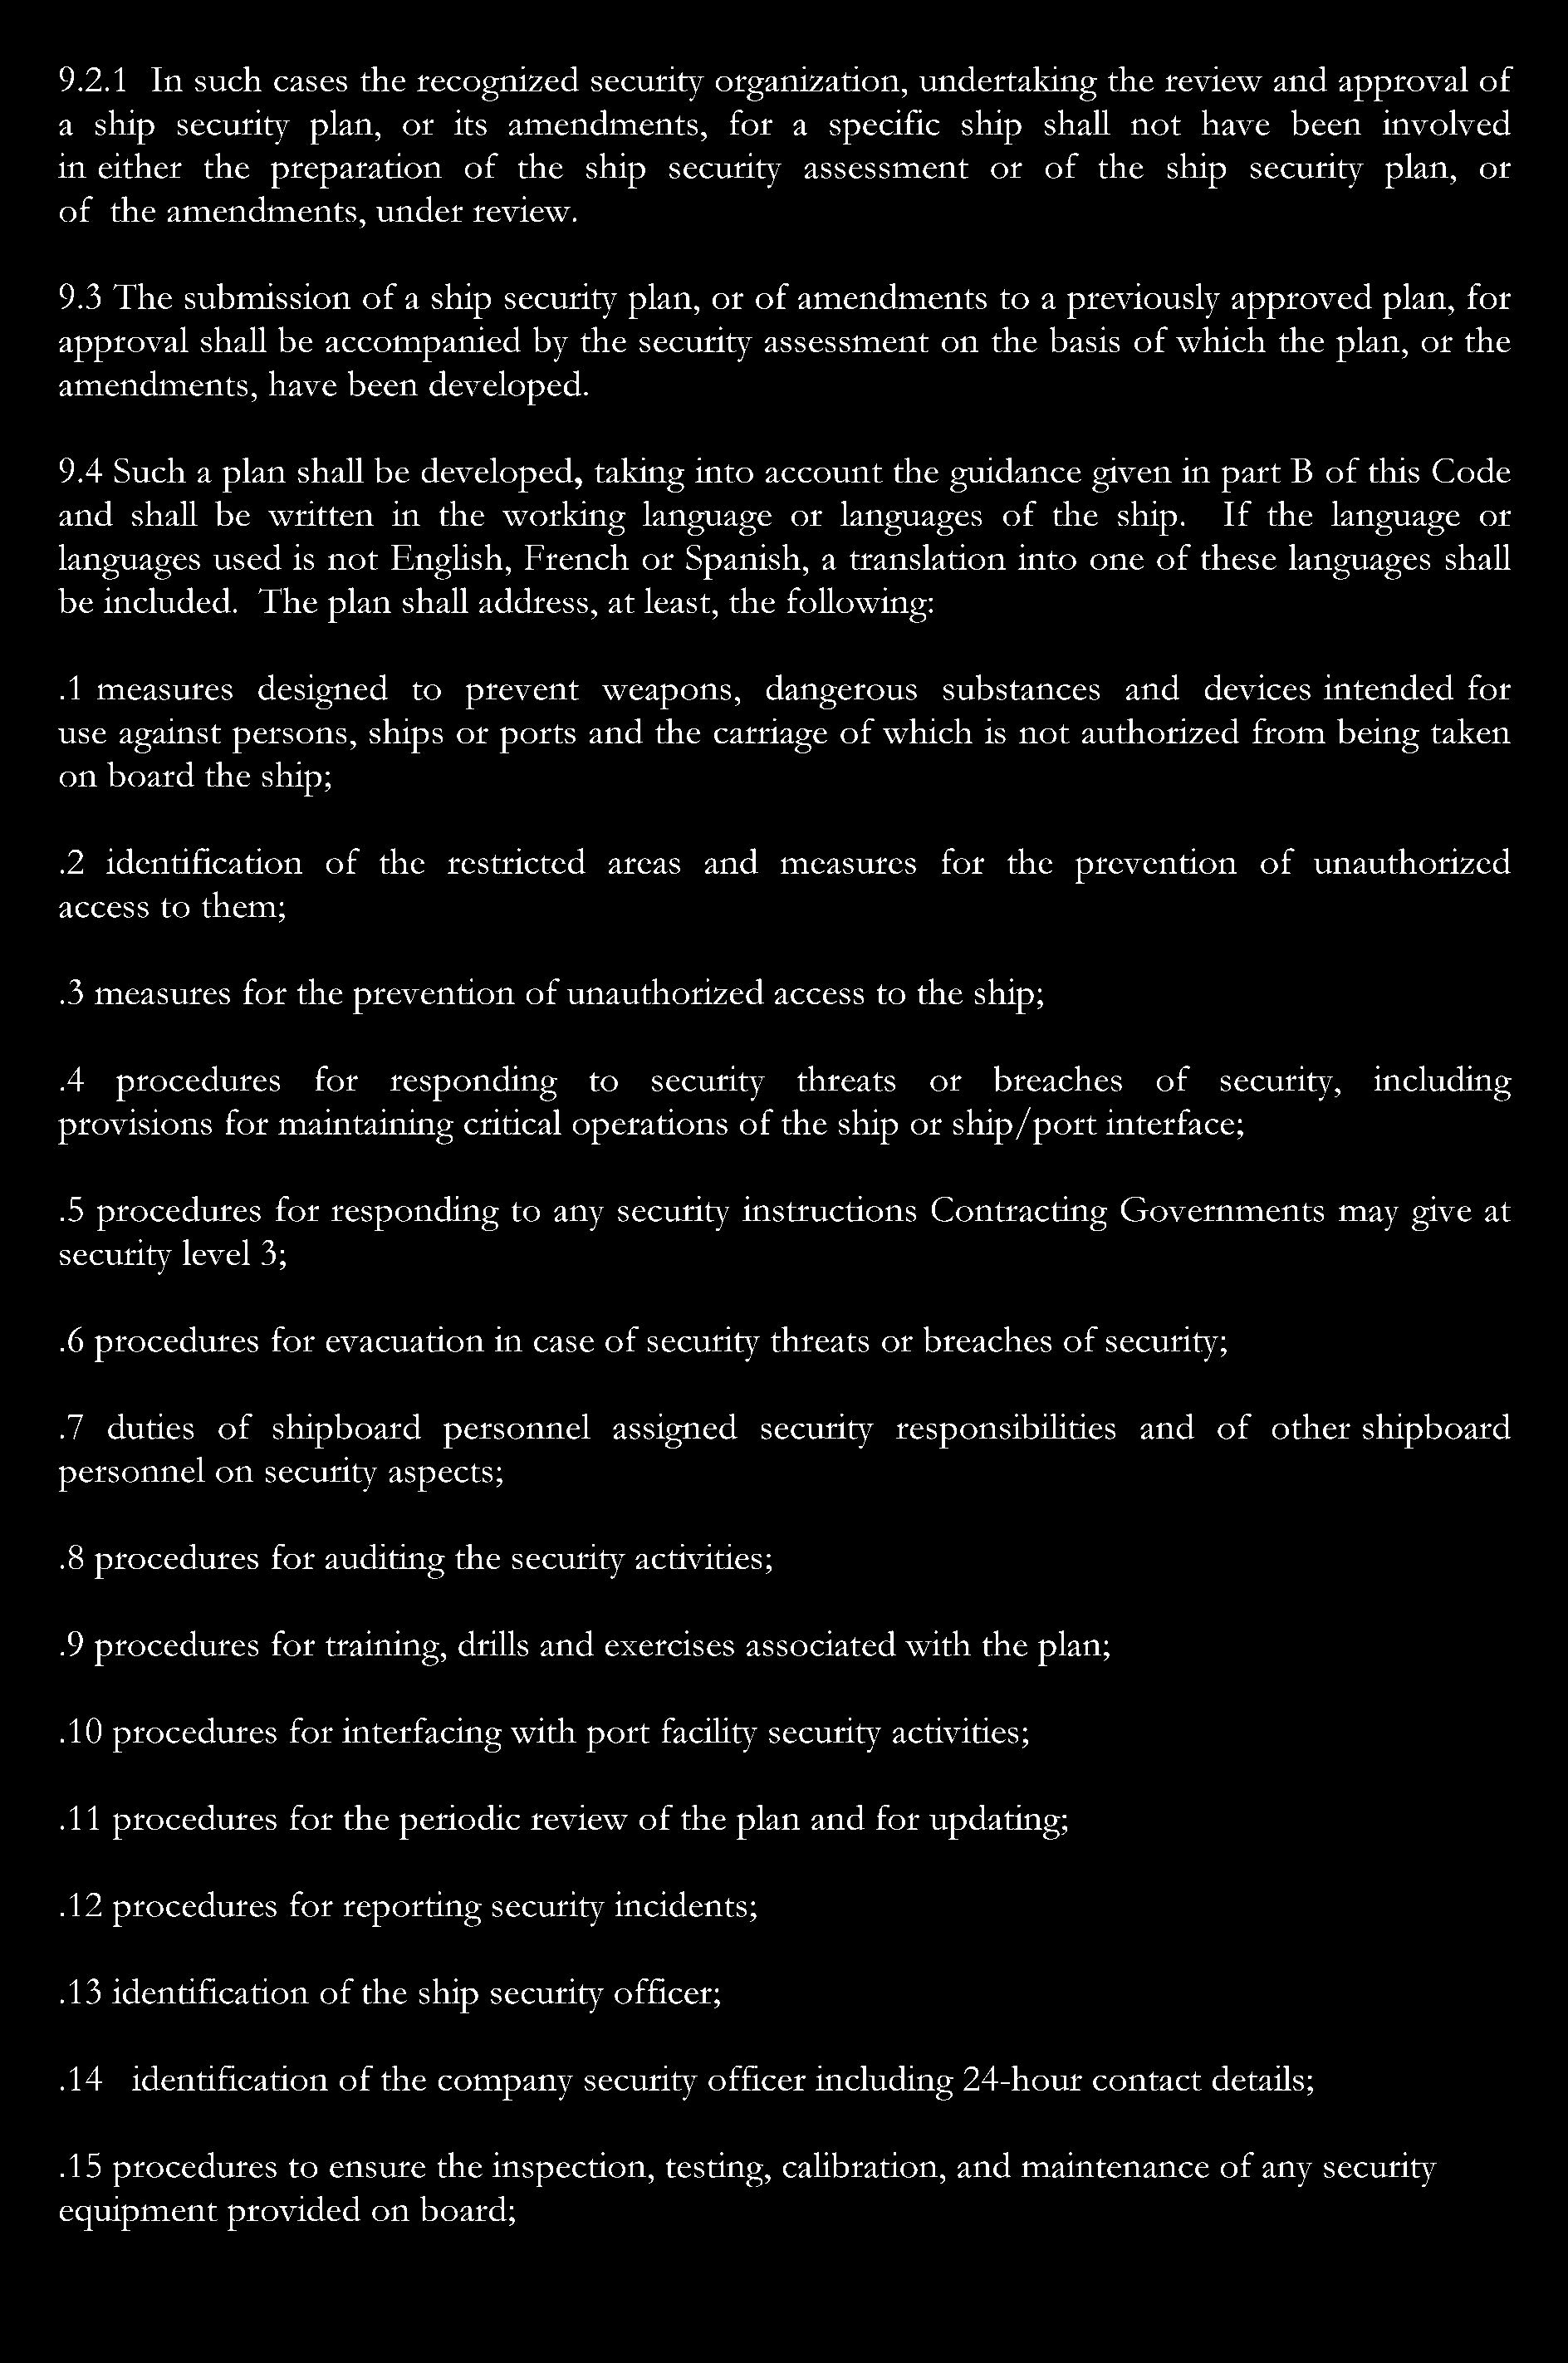 9.2.1 In such cases the recognized security organization, undertaking the review and approval of
a ship security plan, or its amendments, for a specific ship shall not have been involved
in either the preparation of the ship security assessment or of the ship security plan, or
of the amendments, under review.
9.3 The submission of a ship security plan, or of amendments to a previously approved plan, for
approval shall be accompanied by the security assessment on the basis of which the plan, or the
amendments, have been developed.
9.4 Such a plan shall be developed, taking into account the guidance given in part B of this Code
and shall be written in the working language or languages of the ship. If the language or
languages used is not English, French or Spanish, a translation into one of these languages shall
be included. The plan shall address, at least, the following:
.1 measures designed to prevent weapons, dangerous substances and devices intended for
use against persons, ships or ports and the carriage of which is not authorized from being taken
on board the ship;
.2 identification of the restricted areas and measures for the prevention of unauthorized
access to them;
.3 measures for the prevention of unauthorized access to the ship;
.4 procedures for responding to security threats or breaches of security, including
provisions for maintaining critical operations of the ship or ship/port interface;
.5 procedures for responding to any security instructions Contracting Governments may give at
security level 3;
.6 procedures for evacuation in case of security threats or breaches of security;
.7 duties of shipboard personnel assigned security responsibilities and of other shipboard
personnel on security aspects;
.8 procedures for auditing the security activities;
.9 procedures for training, drills and exercises associated with the plan;
.10 procedures for interfacing with port facility security activities;
.11 procedures for the periodic review of the plan and for updating;
.12 procedures for reporting security incidents;
.13 identification of the ship security officer;
.14 identification of the company security officer including 24-hour contact details;
.15 procedures to ensure the inspection, testing, calibration, and maintenance of any security
equipment provided on board;